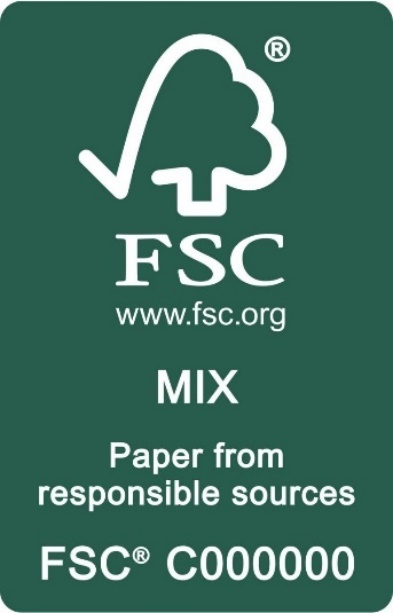 ®
FSC
www.fsc.org
MIX
Paper from
responsible sources
FSC® C000000